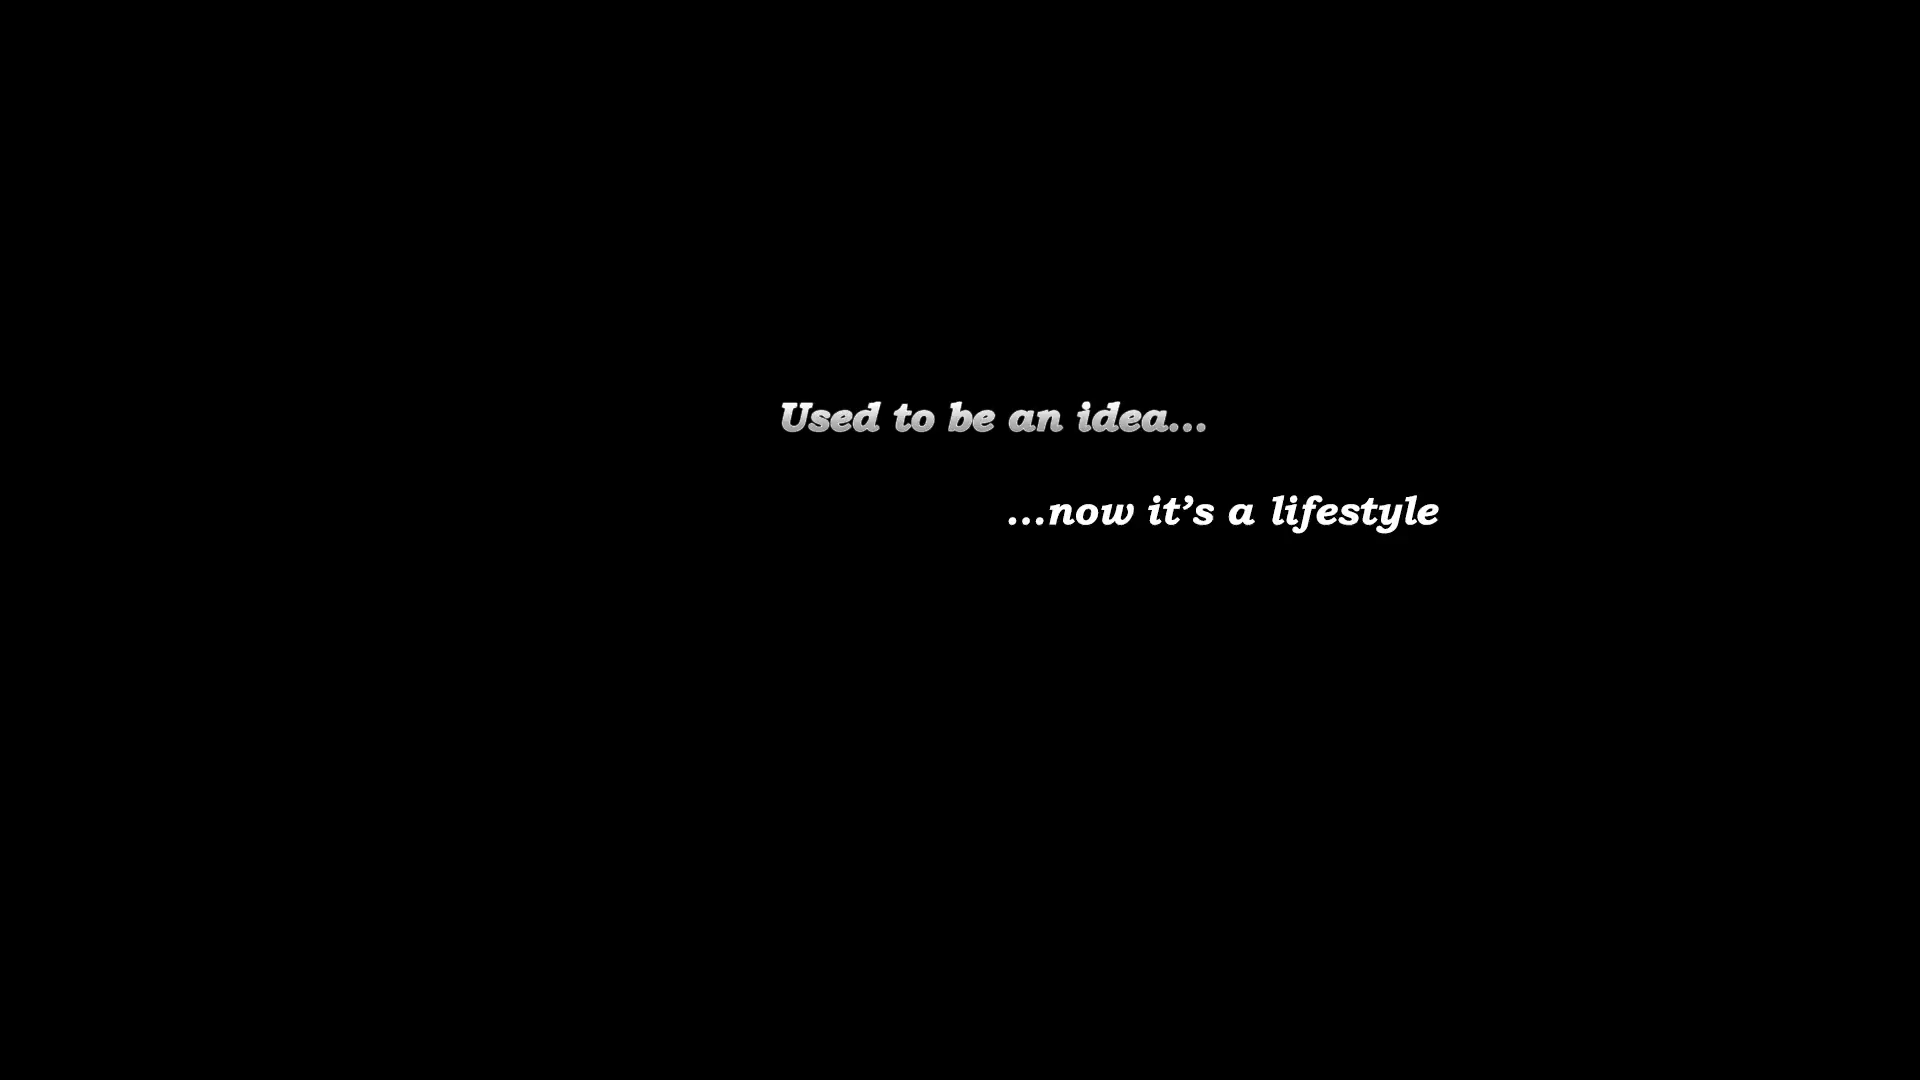 Used to be an idea...
...now it’s a lifestyle